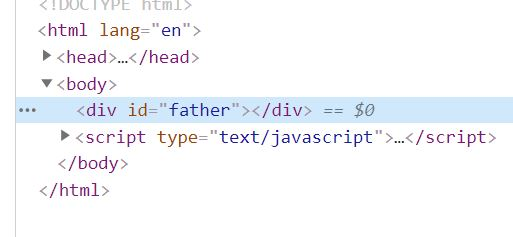 <!DOCTYPE html>
<html lang="en">
<head>…</head>
<body>
<div id="father"></div> == $0
<script type="text/javascript">…</script>
</body>
</html>